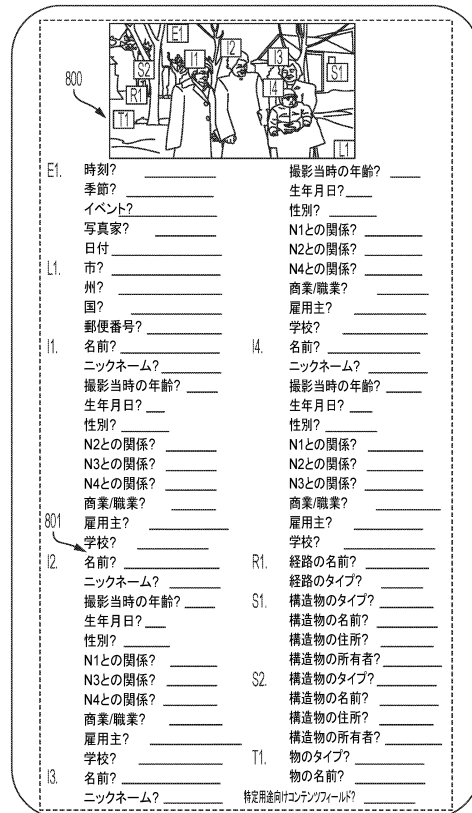 E1
I1
I2
I3
S2
S1
I4
R1
T1
L1
800
E1. 時刻?
季節?
イベント?
写真家?
日付
L1. 市?
州?
国?
郵便番号?
I1. 名前?
ニックネーム?
撮影当時の年齢?
生年月日?
性別?
N2との関係?
N3との関係?
N4との関係?
商業/職業?
雇用主?
学校?
801
I2. 名前?
ニックネーム?
撮影当時の年齢?
生年月日?
性別?
N1との関係?
N3との関係?
N4との関係?
商業/職業?
雇用主?
学校?
I3. 名前?
ニックネーム?
撮影当時の年齢?
生年月日?
性別?
N1との関係?
N2との関係?
N4との関係?
商業/職業?
雇用主?
学校?
I4. 名前?
ニックネーム?
撮影当時の年齢?
生年月日?
性別?
N1との関係?
N2との関係?
N3との関係?
商業/職業?
雇用主?
学校?
R1. 経路の名前?
経路のタイプ?
S1. 構造物のタイプ?
構造物の名前?
構造物の住所?
構造物の所有者?
S2. 構造物のタイプ?
構造物の名前?
構造物の住所?
構造物の所有者?
T1. 物のタイプ?
物の名前?
特定用途向けコンテンツフィールド?